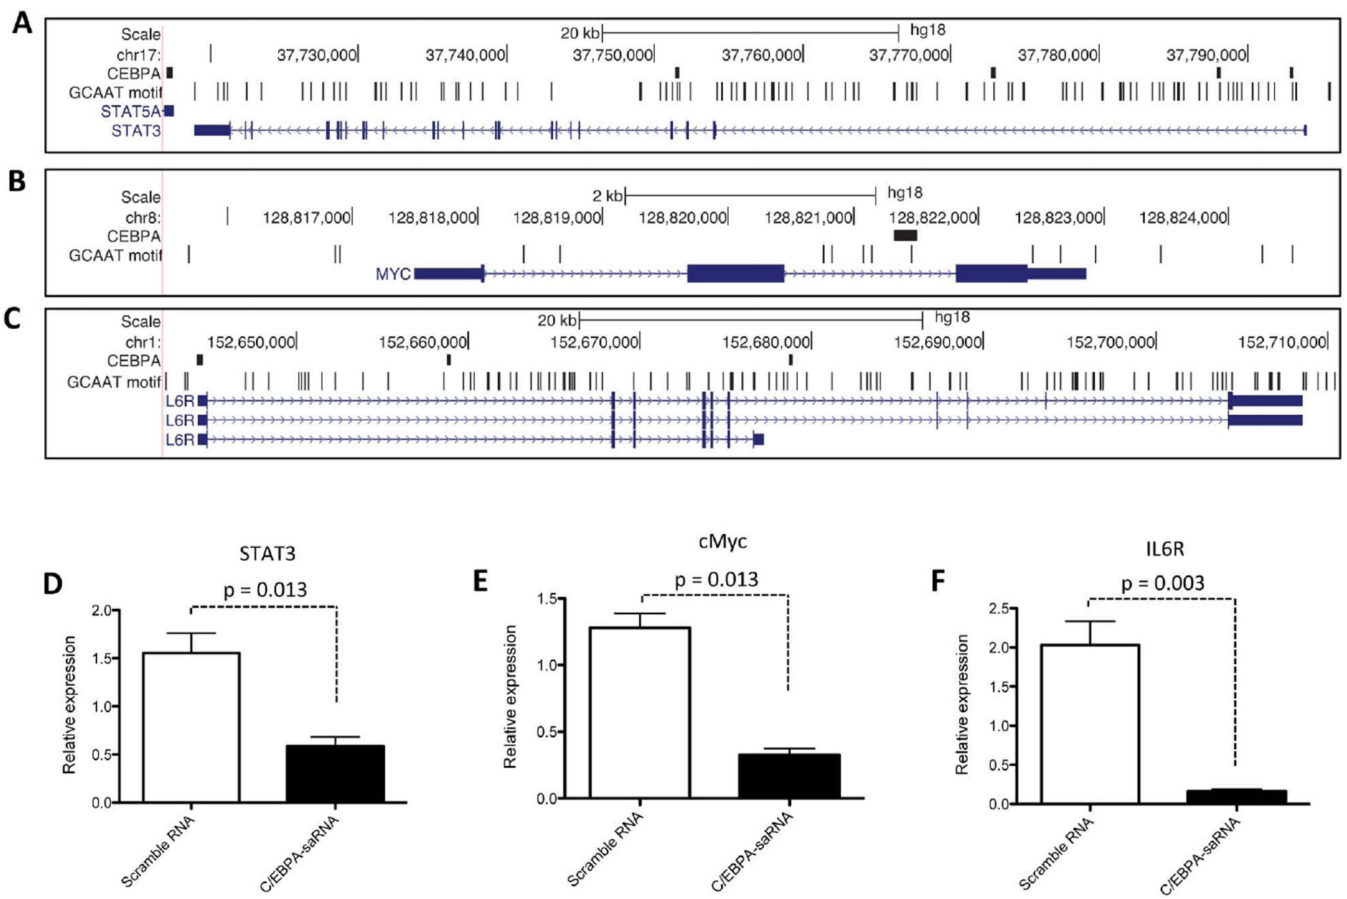 A
Scale 20 kb hg18
chr17: 37,730,000 37,740,000 37,750,000 37,760,000 37,770,000 37,780,000 37,790,000
CEBPA
GCAAT motif
STAT5A
STAT3
B
Scale 2 kb hg18
chr8: 128,817,000 128,818,000 128,819,000 128,820,000 128,821,000 128,822,000 128,823,000 128,824,000
CEBPA
GCAAT motif
MYC
C
Scale 20 kb hg18
chr1: 152,650,000 152,660,000 152,670,000 152,680,000 152,690,000 152,700,000 152,710,000
CEBPA
GCAAT motif
L6R
L6R
L6R
D
STAT3
p = 0.013
Relative expression
2.0
1.5
1.0
0.5
0.0
Scramble RNA
C/EBPA-saRNA
E
cMyc
p = 0.013
Relative expression
1.5
1.0
0.5
0.0
Scramble RNA
C/EBPA-saRNA
F
IL6R
p = 0.003
Relative expression
2.5
2.0
1.5
1.0
0.5
0.0
Scramble RNA
C/EBPA-saRNA